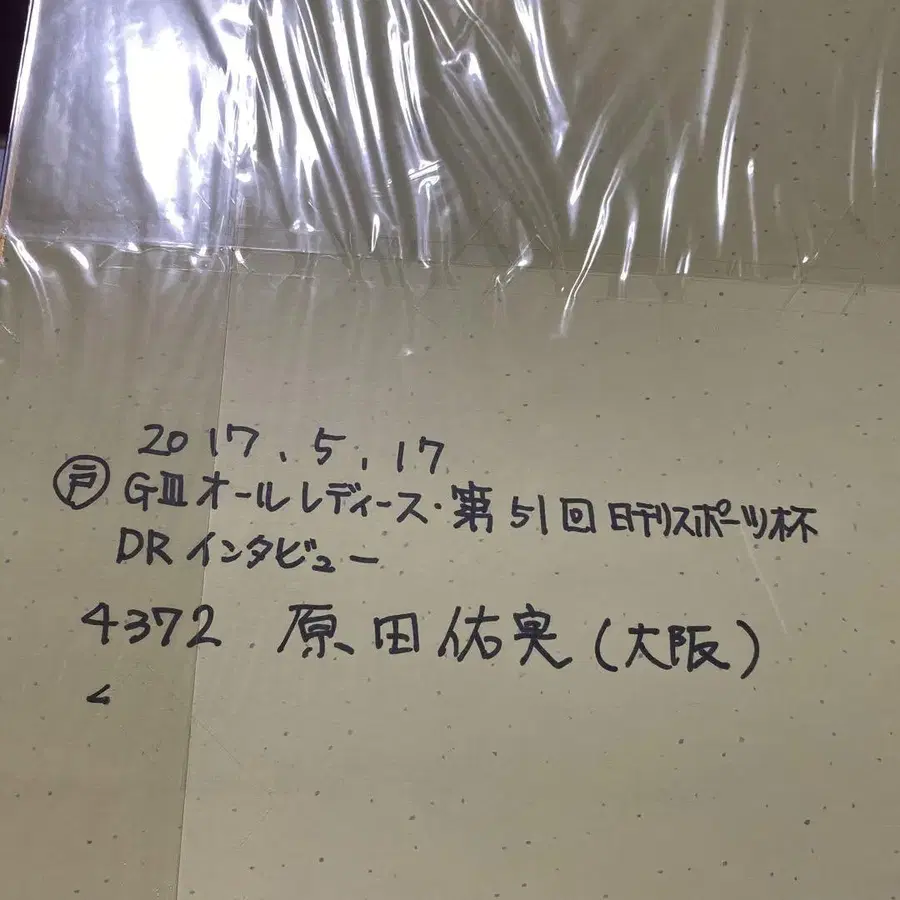 2017.5.17
㋣ GⅢオールレディース・第51回日刊スポーツ杯
DRインタビュー
4372 原田佑実(大阪)